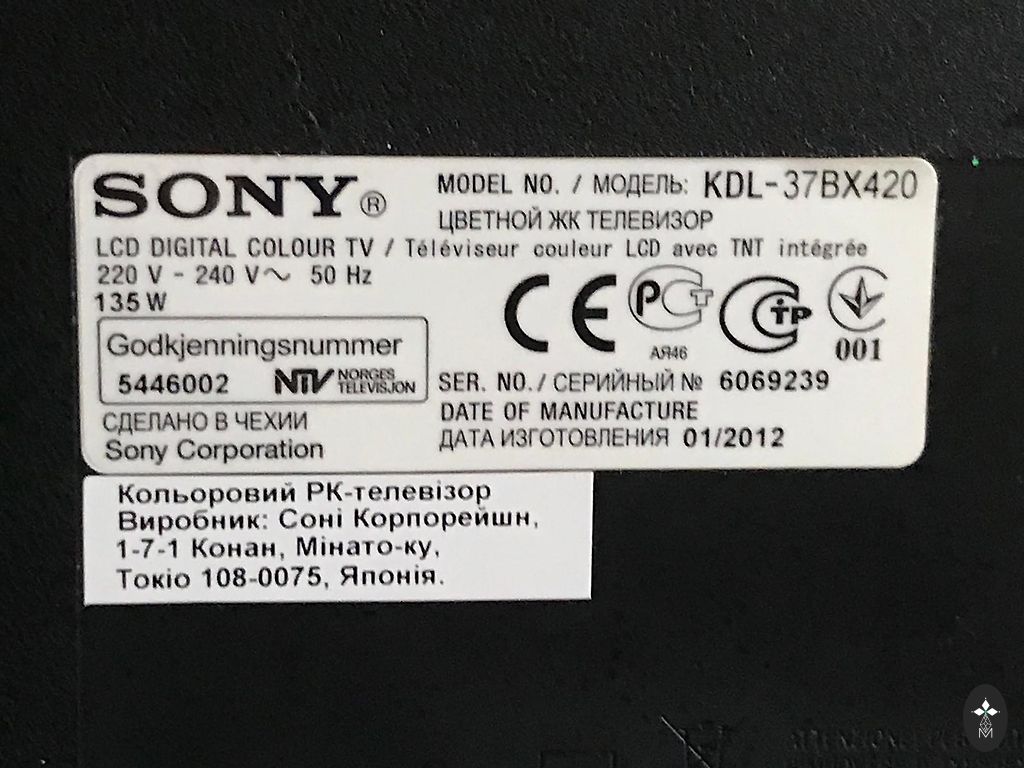 SONY®
MODEL NO. / МОДЕЛЬ: KDL-37BX420
ЦВЕТНОЙ ЖК ТЕЛЕВИЗОР
LCD DIGITAL COLOUR TV / Téléviseur couleur LCD avec TNT intégrée
220 V - 240 V~ 50 Hz
135 W
Godkjenningsnummer
5446002 NTV NORGES TELEVISJON
СДЕЛАНО В ЧЕХИИ
Sony Corporation
CE
АЯ46
001
SER. NO. / СЕРИЙНЫЙ № 6069239
DATE OF MANUFACTURE
ДАТА ИЗГОТОВЛЕНИЯ 01/2012
Кольоровий РК-телевізор
Виробник: Соні Корпорейшн,
1-7-1 Конан, Мінато-ку,
Токіо 108-0075, Японія.
M